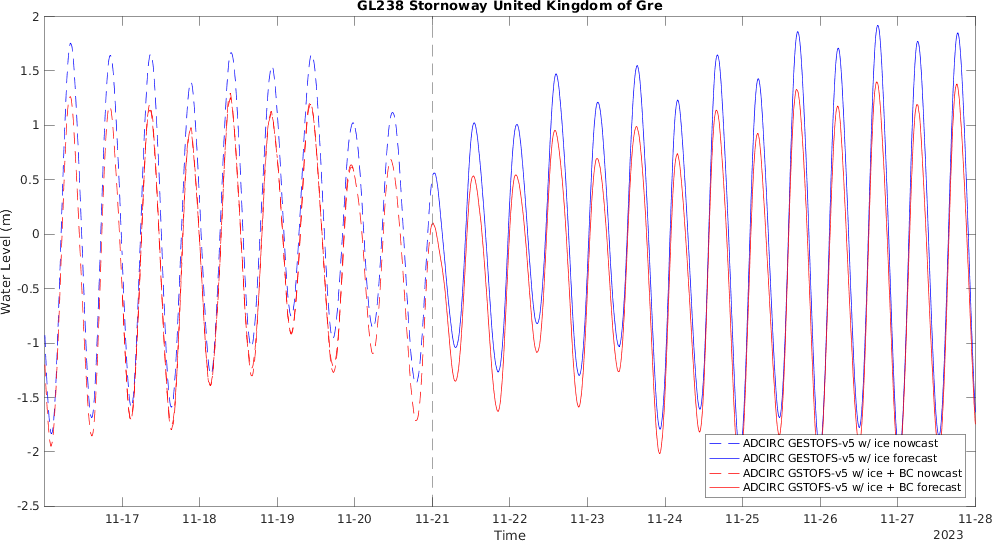 GL238 Stornoway United Kingdom of Gre
2
1.5
1
0.5
0
-0.5
-1
-1.5
-2
-2.5
Water Level (m)
ADCIRC GESTOFS-v5 w/ ice nowcast
ADCIRC GESTOFS-v5 w/ ice forecast
ADCIRC GSTOFS-v5 w/ ice + BC nowcast
ADCIRC GSTOFS-v5 w/ ice + BC forecast
11-17 11-18 11-19 11-20 11-21 11-22 11-23 11-24 11-25 11-26 11-27 11-28
Time
2023